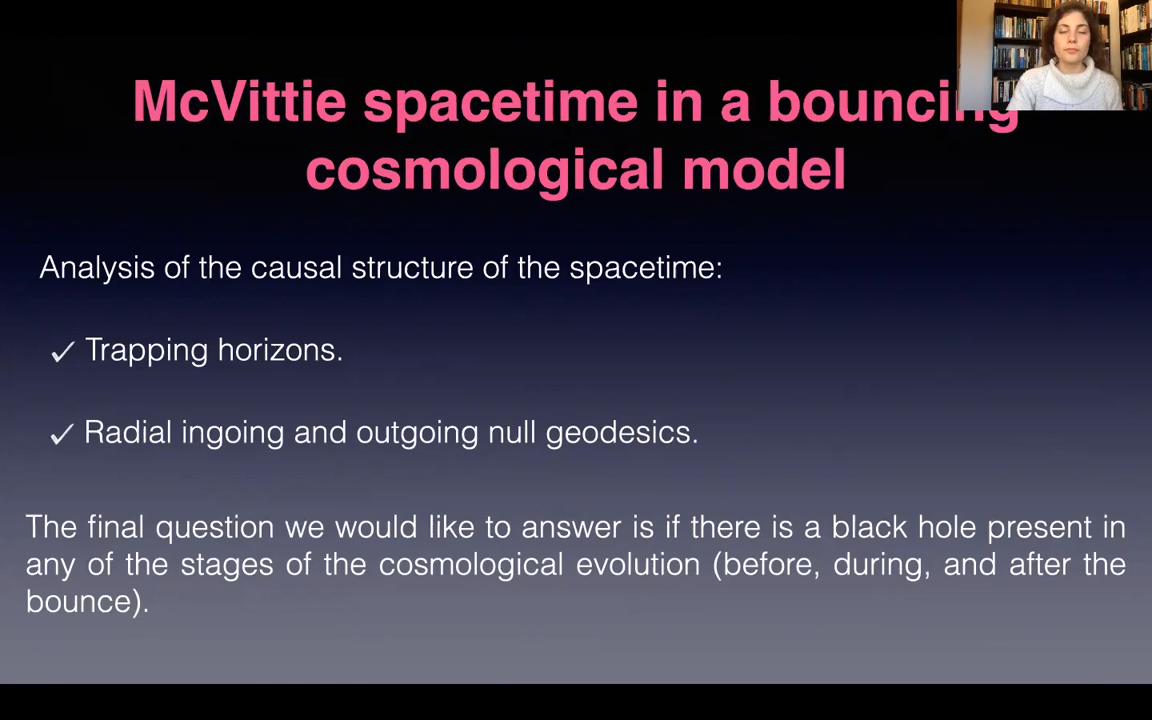 McVittie spacetime in a bouncing
cosmological model
Analysis of the causal structure of the spacetime:
✓ Trapping horizons.
✓ Radial ingoing and outgoing null geodesics.
The final question we would like to answer is if there is a black hole present in
any of the stages of the cosmological evolution (before, during, and after the
bounce).